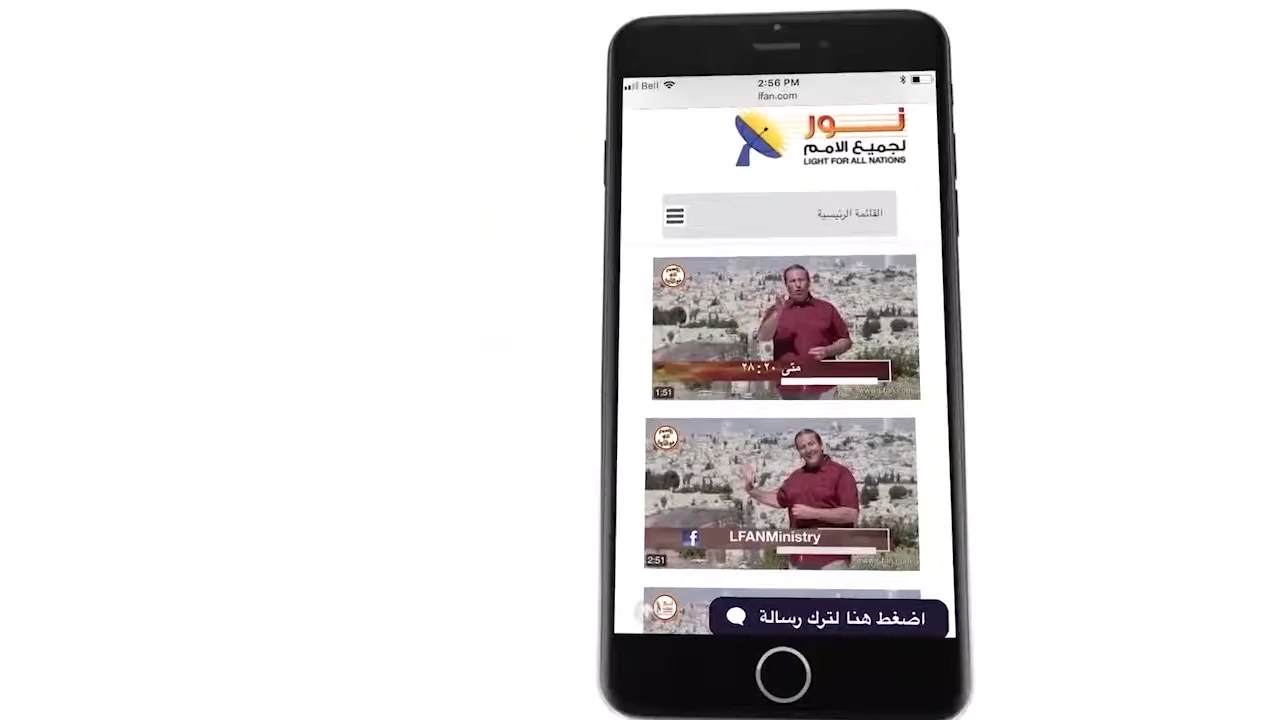 Bell
2:56 PM
lfan.com
نور
لجميع الامم
LIGHT FOR ALL NATIONS
القائمة الرئيسية
متى ٢٠ : ٢٨
1:51
LFANMinistry
2:51
اضغط هنا لترك رسالة